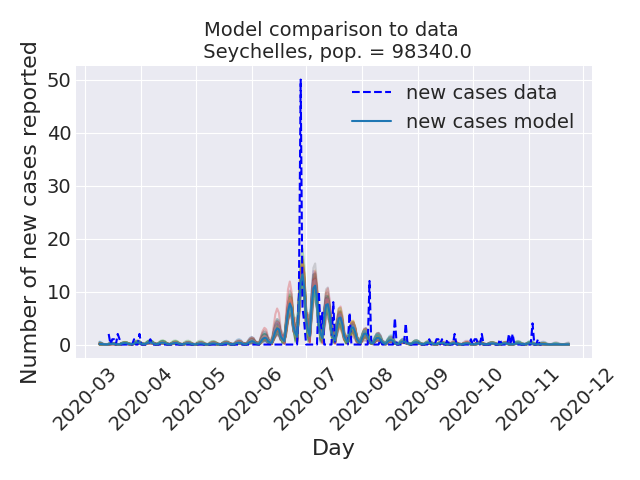 Model comparison to data
Seychelles, pop. = 98340.0
Number of new cases reported
50
40
30
20
10
0
new cases data
new cases model
2020-03
2020-04
2020-05
2020-06
2020-07
2020-08
2020-09
2020-10
2020-11
2020-12
Day